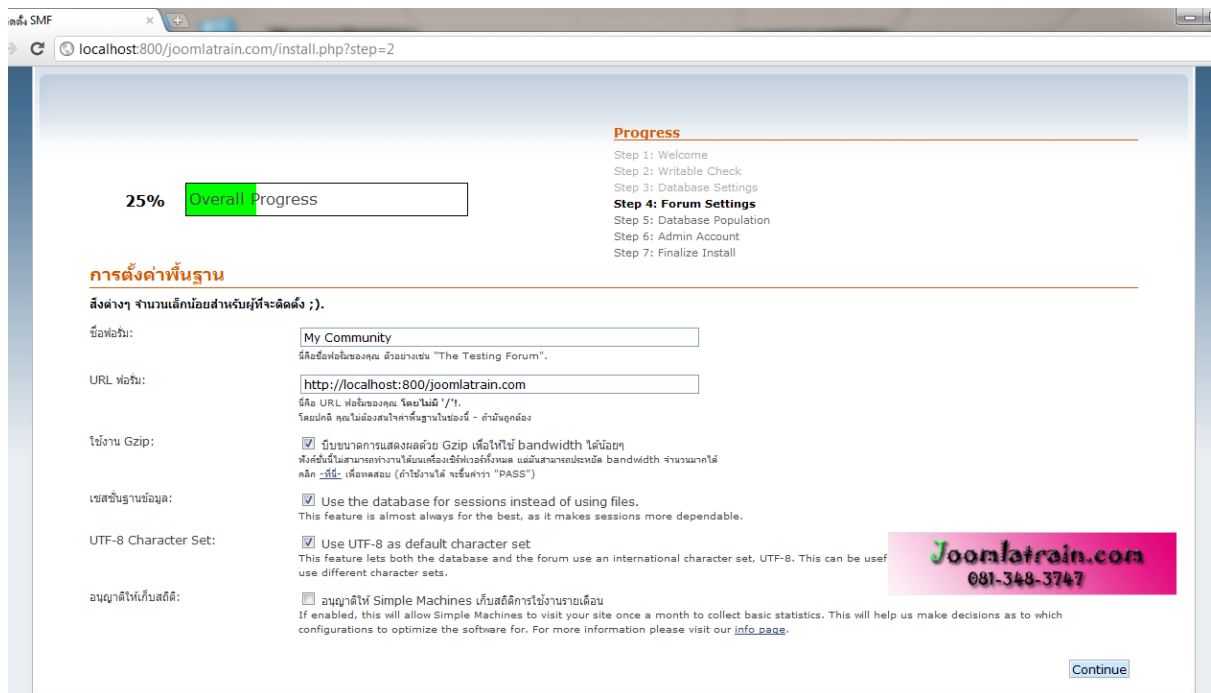 ติดตั้ง SMF
localhost:800/joomlatrain.com/install.php?step=2
Progress
Step 1: Welcome
Step 2: Writable Check
Step 3: Database Settings
Step 4: Forum Settings
Step 5: Database Population
Step 6: Admin Account
Step 7: Finalize Install
25%
Overall Progress
การตั้งค่าพื้นฐาน
สิ่งต่างๆ จำนวนเล็กน้อยสำหรับผู้ที่จะติดตั้ง ;).
ชื่อฟอรั่ม:
My Community
นี่คือชื่อฟอรั่มของคุณ ตัวอย่างเช่น "The Testing Forum".
URL ฟอรั่ม:
http://localhost:800/joomlatrain.com
นี่คือ URL ฟอรั่มของคุณ โดยไม่มี '/'!.
โดยปกติ คุณไม่ต้องสนใจค่าพื้นฐานในช่องนี้ - ถ้ามันถูกต้อง
ใช้งาน Gzip:
บีบขนาดการแสดงผลด้วย Gzip เพื่อให้ใช้ bandwidth ได้น้อยๆ
ฟังค์ชั่นนี้ไม่สามารถทำงานได้บนเครื่องเซิร์ฟเวอร์ทั้งหมด แต่มันสามารถประหยัด bandwidth จำนวนมากได้
คลิก -ที่นี่- เพื่อทดสอบ (ถ้าใช้งานได้ จะขึ้นคำว่า "PASS")
เซสชั่นฐานข้อมูล:
Use the database for sessions instead of using files.
This feature is almost always for the best, as it makes sessions more dependable.
UTF-8 Character Set:
Use UTF-8 as default character set
This feature lets both the database and the forum use an international character set, UTF-8. This can be
use different character sets.
Joomlatrain.com
081-348-3747
อนุญาติให้เก็บสถิติ:
อนุญาติให้ Simple Machines เก็บสถิติการใช้งานรายเดือน
If enabled, this will allow Simple Machines to visit your site once a month to collect basic statistics. This will help us make decisions as to which
configurations to optimize the software for. For more information please visit our info page.
Continue